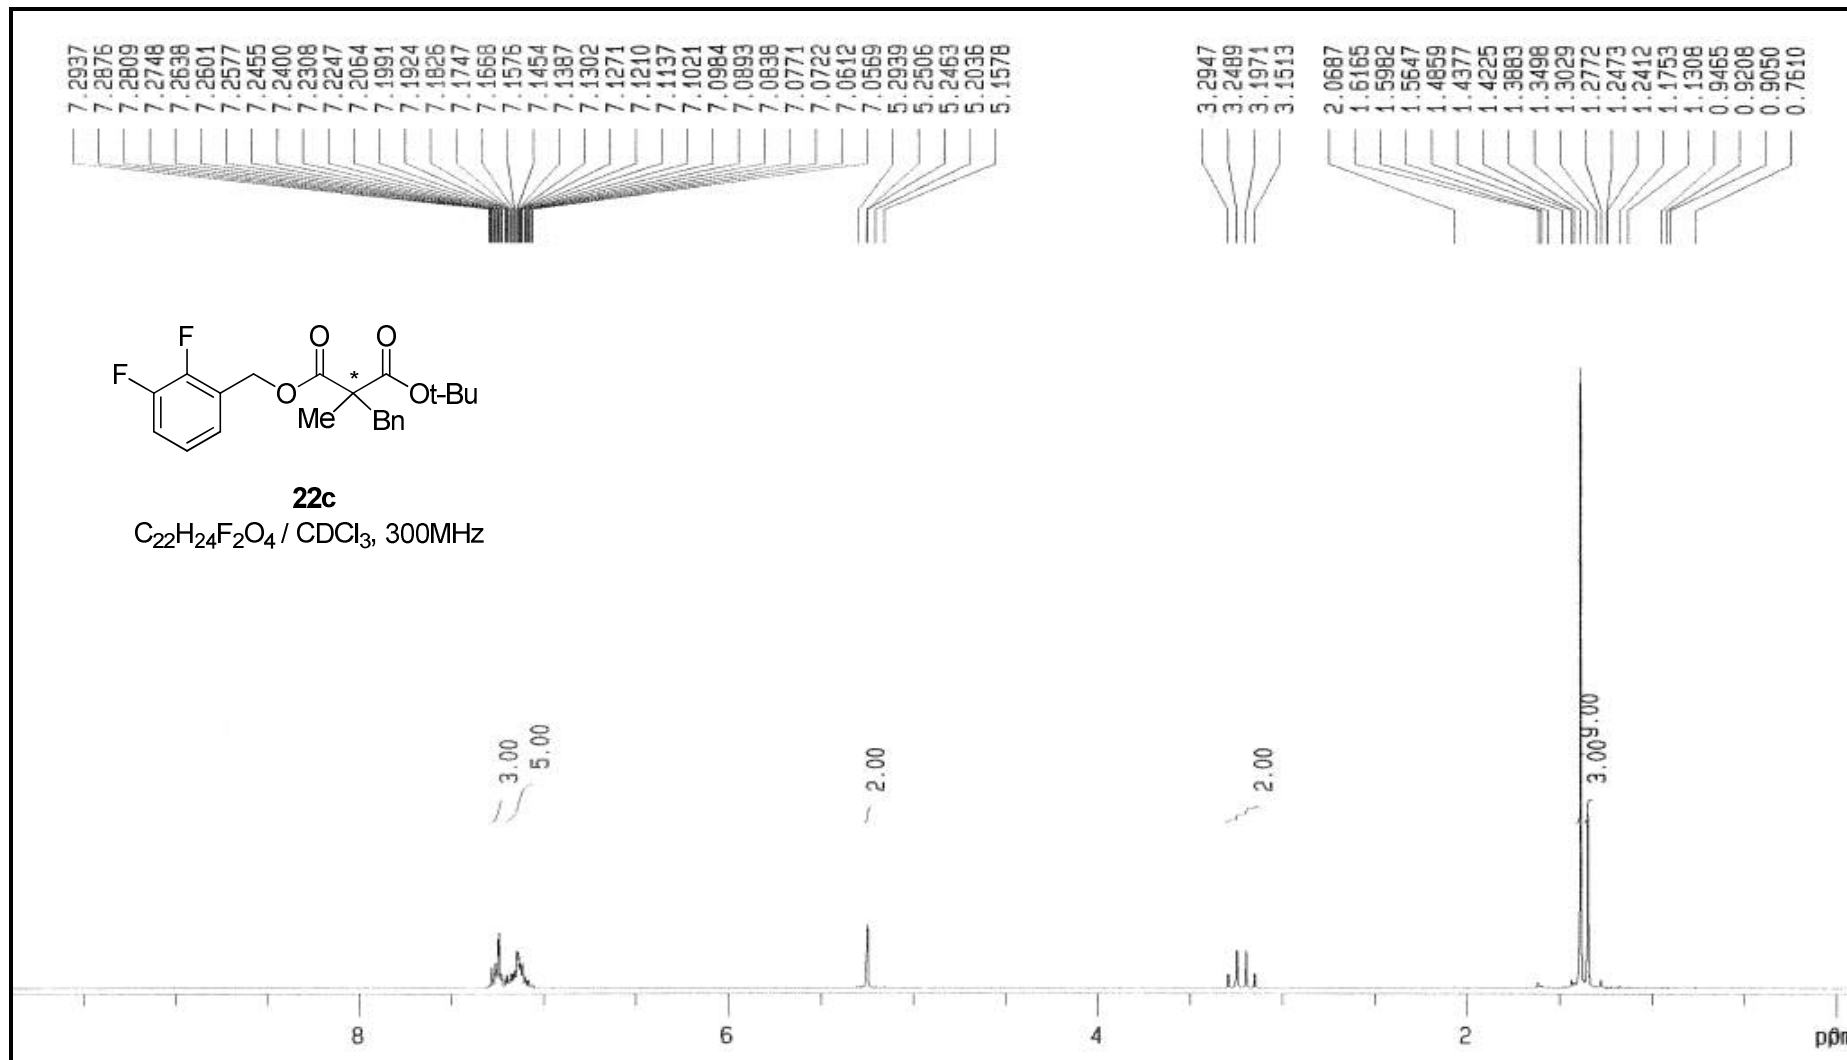 7.2937 7.2876 7.2809 7.2748 7.2638 7.2601 7.2577 7.2455 7.2400 7.2308 7.2247 7.2064 7.1991 7.1924 7.1826 7.1747 7.1668 7.1576 7.1454 7.1387 7.1302 7.1271 7.1210 7.1137 7.1021 7.0984 7.0893 7.0838 7.0771 7.0722 7.0612 7.0569 5.2939 5.2506 5.2463 5.2036 5.1578 3.2947 3.2489 3.1971 3.1513 2.0687 1.6165 1.5982 1.5647 1.4859 1.4377 1.4225 1.3883 1.3498 1.3029 1.2772 1.2473 1.2412 1.1753 1.1308 0.9465 0.9208 0.9050 0.7610
F O O
F * O Ot-Bu
Me Bn
22c
C22H24F2O4 / CDCl3, 300MHz
3.00 5.00 2.00 2.00 3.00 9.00
8 6 4 2